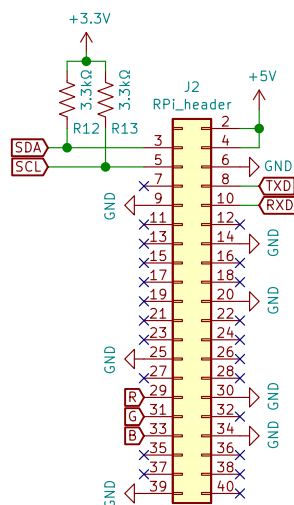 +3.3V
3.3kΩ
3.3kΩ
R12 R13
J2
RPi_header
+5V
SDA 3
SCL 5
2
4
6 GND
7
8 TXD
GND 9
10 RXD
11 12
13 14 GND
15 16
17 18
19 20 GND
21 22
23 24
GND 25 26
27 28
R 29 30 GND
G 31 32
B 33 34 GND
35 36
37 38
GND 39 40